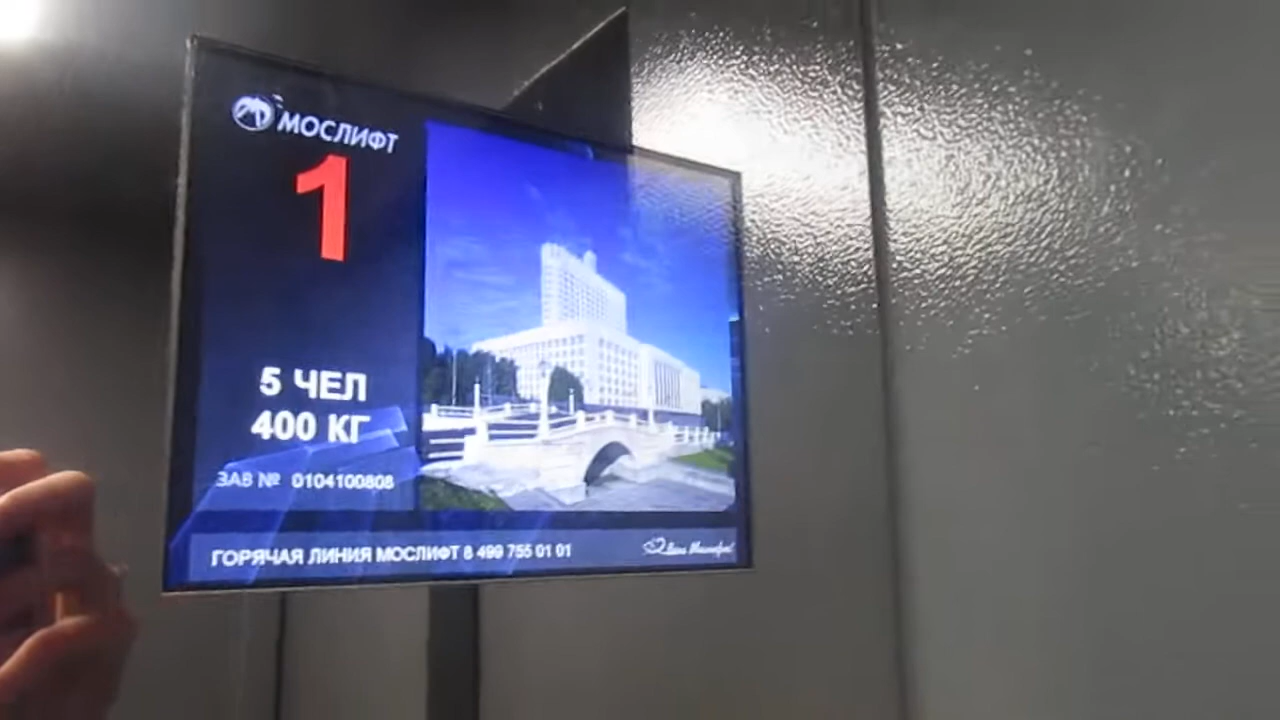 МОСЛИФТ
1
5 ЧЕЛ
400 КГ
ЗАВ № 0104100808
ГОРЯЧАЯ ЛИНИЯ МОСЛИФТ 8 499 755 01 01